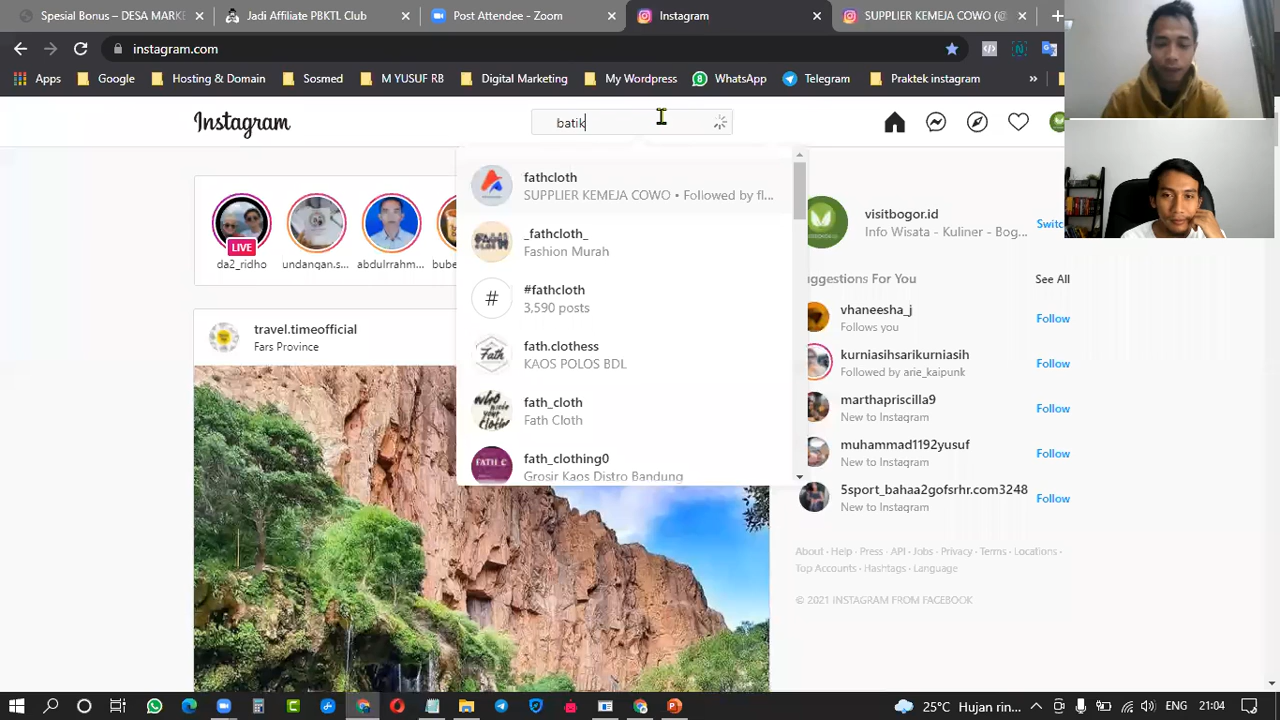 Jadi Affiliate PBKTL Club
Post Attendee - Zoom
Instagram
SUPPLIER KEMEJA COWO (@
instagram.com
Apps
Google
Hosting & Domain
Sosmed
M YUSUF RB
Digital Marketing
My Wordpress
WhatsApp
Telegram
Praktek instagram
»
Instagram
batik
fathcloth
SUPPLIER KEMEJA COWO • Followed by fl...
_fathcloth_
Fashion Murah
#fathcloth
3,590 posts
fath.clothess
KAOS POLOS BDL
fath_cloth
Fath Cloth
fath_clothing0
Grosir Kaos Distro Bandung
LIVE
da2_ridho
undangan.s...
abdulrrahm...
bube
travel.timeofficial
Fars Province
visitbogor.id
Info Wisata - Kuliner - Bog...
Switc
ggestions For You
See All
vhaneesha_j
Follows you
Follow
kurniasihsarikurniasih
Followed by arie_kaipunk
Follow
marthapriscilla9
New to Instagram
Follow
muhammad1192yusuf
New to Instagram
Follow
5sport_bahaa2gofsrhr.com3248
New to Instagram
Follow
About · Help · Press · API · Jobs · Privacy · Terms · Locations ·
Top Accounts · Hashtags · Language
© 2021 INSTAGRAM FROM FACEBOOK
25°C Hujan rin...
21:04